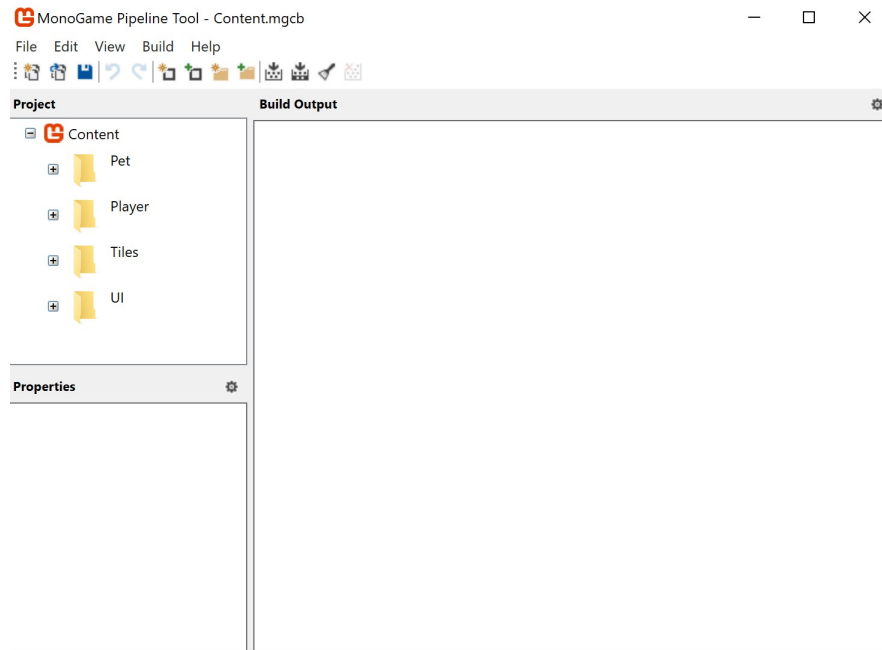 MonoGame Pipeline Tool - Content.mgcb
File Edit View Build Help
Project
Build Output
Content
Pet
Player
Tiles
UI
Properties